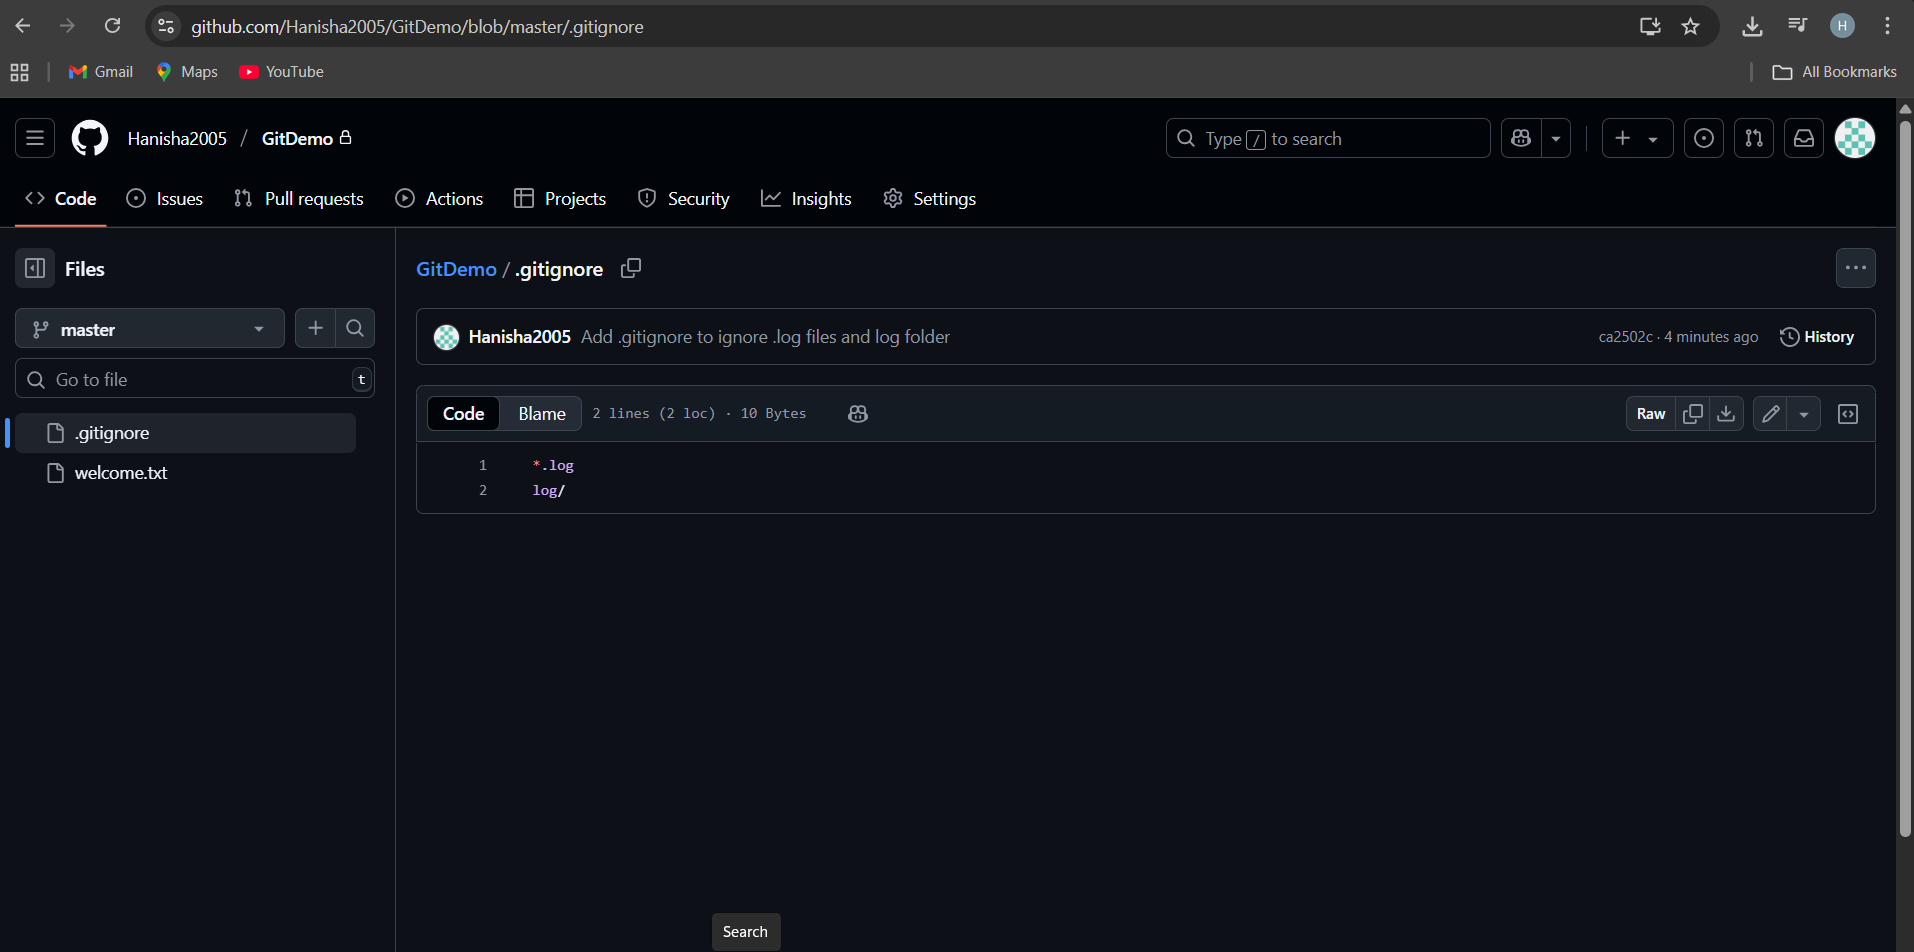 github.com/Hanisha2005/GitDemo/blob/master/.gitignore
H
Gmail Maps YouTube All Bookmarks
Hanisha2005 / GitDemo
Type / to search
Code Issues Pull requests Actions Projects Security Insights Settings
Files
GitDemo / .gitignore
master
Hanisha2005 Add .gitignore to ignore .log files and log folder ca2502c · 4 minutes ago History
Go to file t
Code Blame 2 lines (2 loc) · 10 Bytes Raw
.gitignore
welcome.txt
1 *.log
2 log/
Search